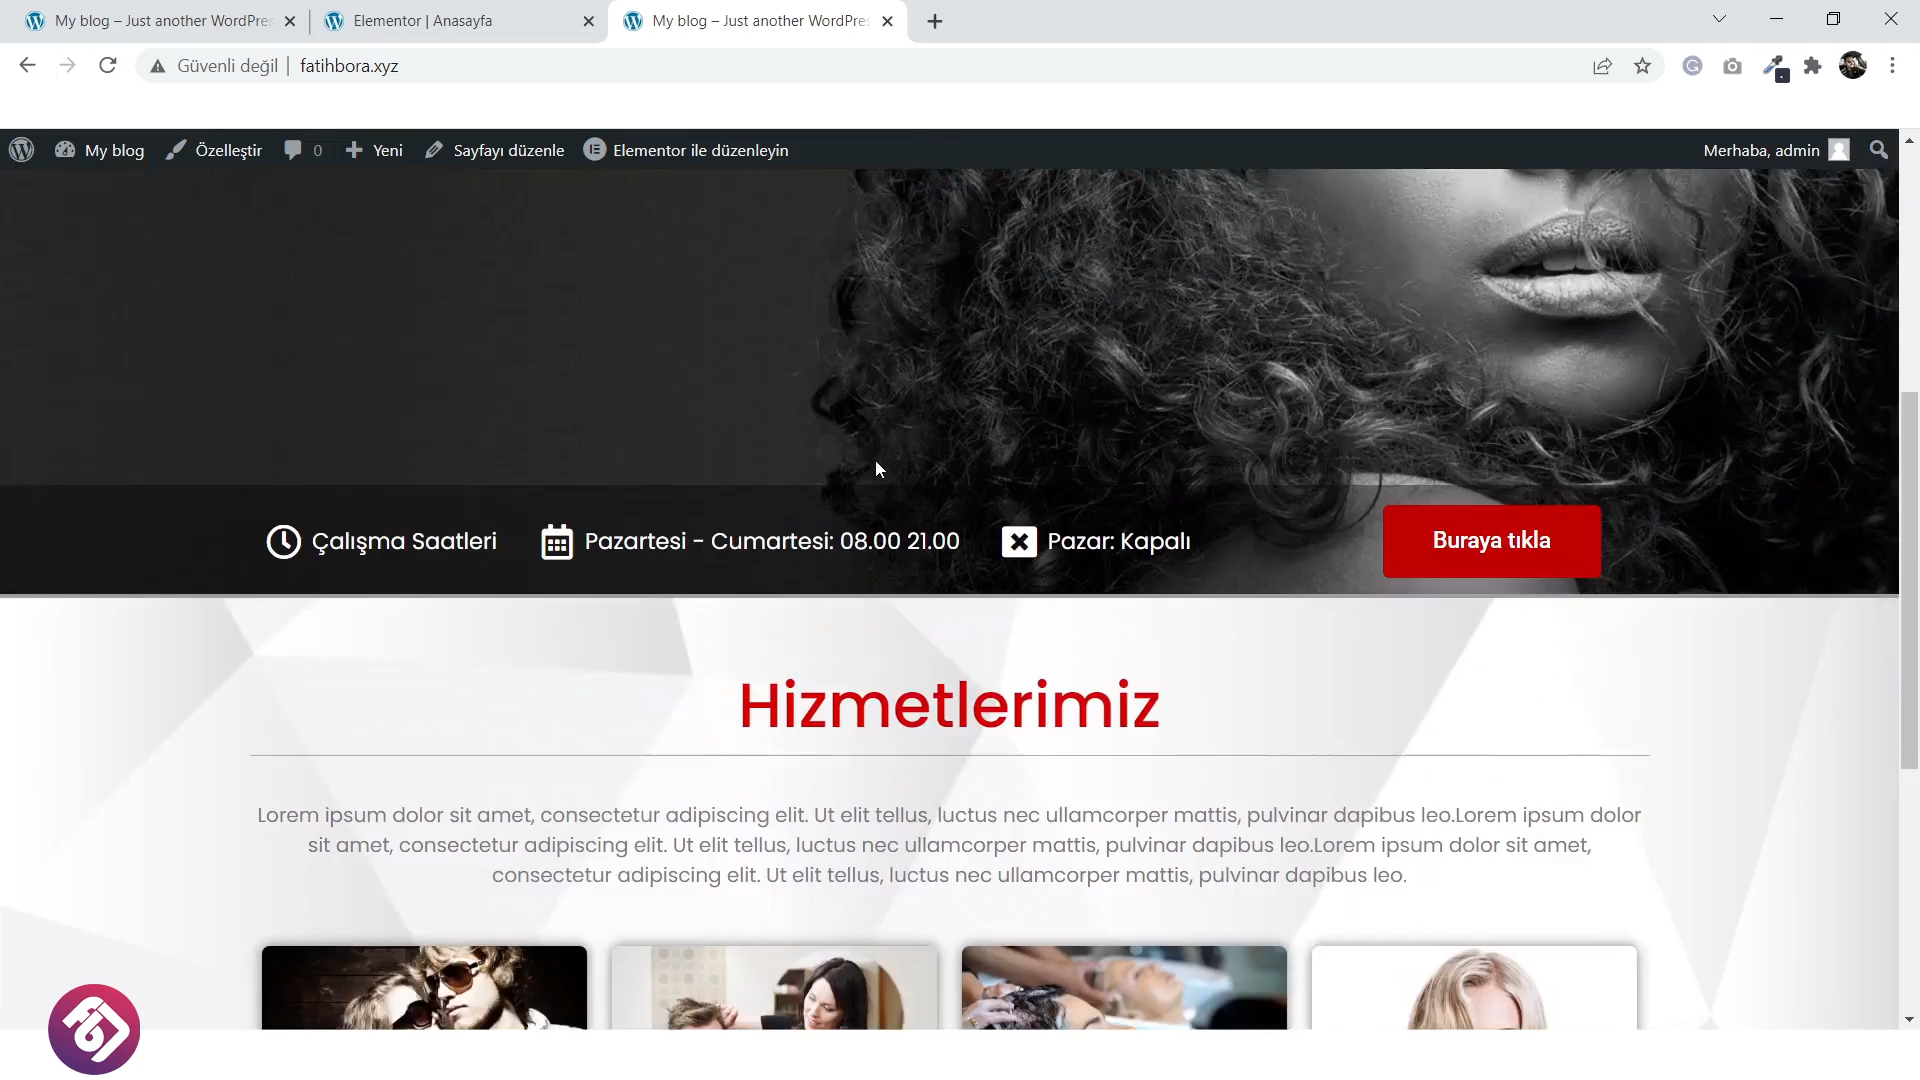 My blog – Just another WordPres
Elementor | Anasayfa
My blog – Just another WordPres
Güvenli değil | fatihbora.xyz
My blog
Özelleştir
0
Yeni
Sayfayı düzenle
Elementor ile düzenleyin
Merhaba, admin
Çalışma Saatleri
Pazartesi - Cumartesi: 08.00 21.00
Pazar: Kapalı
Buraya tıkla
Hizmetlerimiz
Lorem ipsum dolor sit amet, consectetur adipiscing elit. Ut elit tellus, luctus nec ullamcorper mattis, pulvinar dapibus leo.Lorem ipsum dolor
sit amet, consectetur adipiscing elit. Ut elit tellus, luctus nec ullamcorper mattis, pulvinar dapibus leo.Lorem ipsum dolor sit amet,
consectetur adipiscing elit. Ut elit tellus, luctus nec ullamcorper mattis, pulvinar dapibus leo.